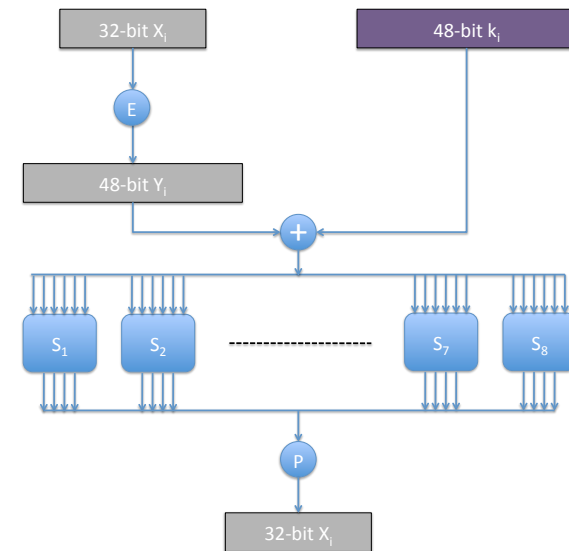 32-bit Xᵢ
48-bit kᵢ
E
48-bit Yᵢ
+
S₁
S₂
S₇
S₈
P
32-bit Xᵢ